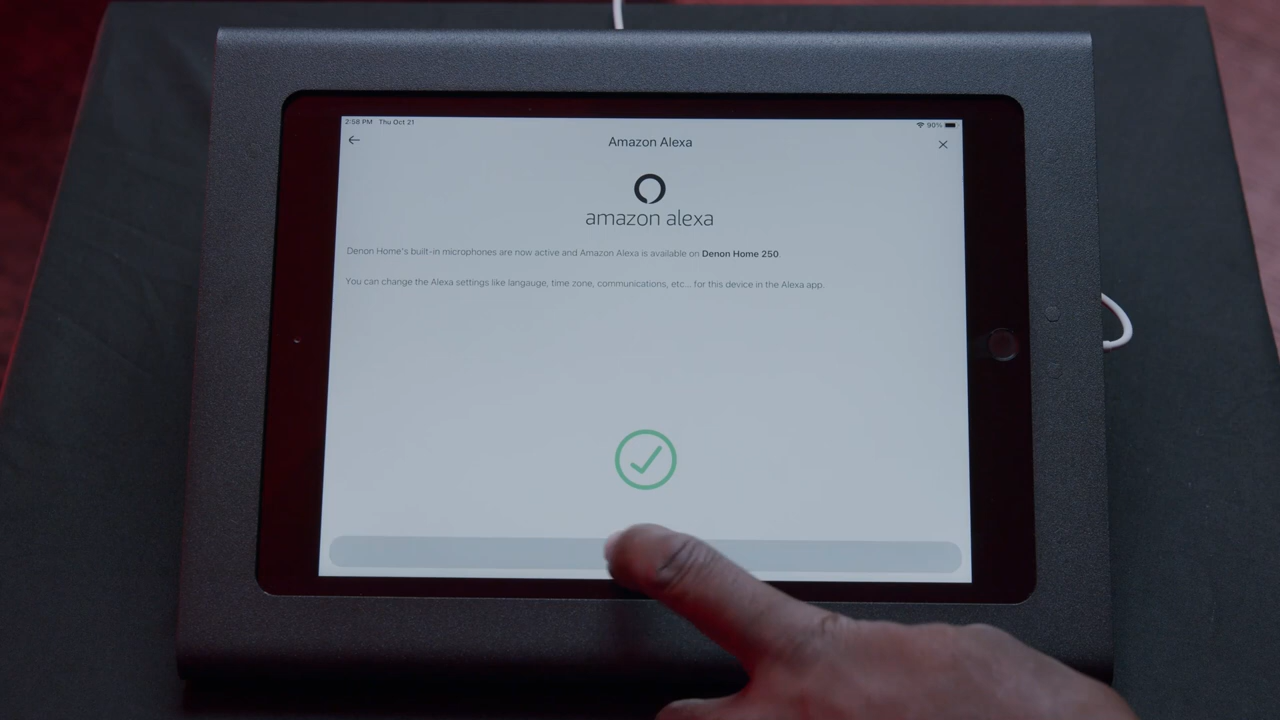 2:58 PM Thu Oct 21 90%
Amazon Alexa
amazon alexa
Denon Home's built-in microphones are now active and Amazon Alexa is available on Denon Home 250.
You can change the Alexa settings like langauge, time zone, communications, etc... for this device in the Alexa app.